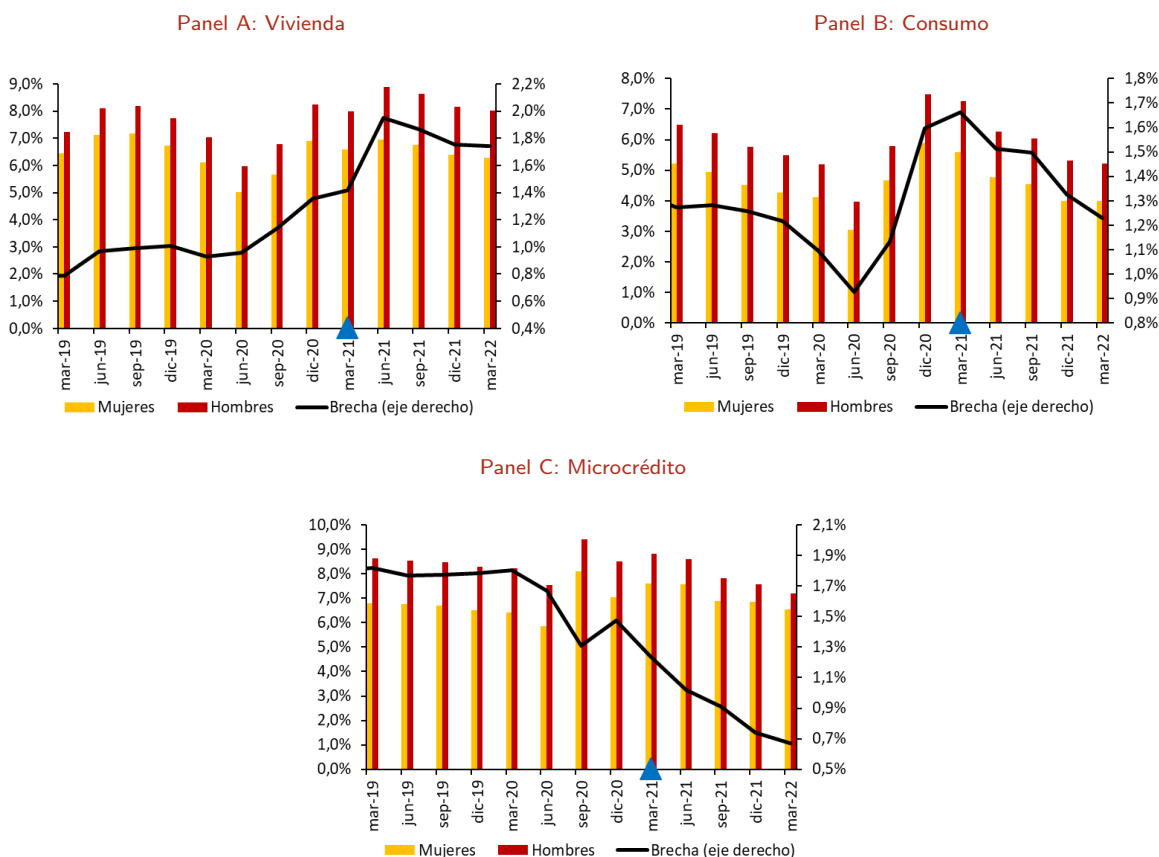 Panel A: Vivienda
9,0%
8,0%
7,0%
6,0%
5,0%
4,0%
3,0%
2,0%
1,0%
0,0%
2,2%
2,0%
1,8%
1,6%
1,4%
1,2%
1,0%
0,8%
0,6%
0,4%
mar-19
jun-19
sep-19
dic-19
mar-20
jun-20
sep-20
dic-20
mar-21
jun-21
sep-21
dic-21
mar-22
Mujeres Hombres Brecha (eje derecho)
Panel B: Consumo
8,0%
7,0%
6,0%
5,0%
4,0%
3,0%
2,0%
1,0%
0,0%
1,8%
1,7%
1,6%
1,5%
1,4%
1,3%
1,2%
1,1%
1,0%
0,9%
0,8%
mar-19
jun-19
sep-19
dic-19
mar-20
jun-20
sep-20
dic-20
mar-21
jun-21
sep-21
dic-21
mar-22
Mujeres Hombres Brecha (eje derecho)
Panel C: Microcrédito
10,0%
9,0%
8,0%
7,0%
6,0%
5,0%
4,0%
3,0%
2,0%
1,0%
0,0%
2,1%
1,9%
1,7%
1,5%
1,3%
1,1%
0,9%
0,7%
0,5%
mar-19
jun-19
sep-19
dic-19
mar-20
jun-20
sep-20
dic-20
mar-21
jun-21
sep-21
dic-21
mar-22
Mujeres Hombres Brecha (eje derecho)